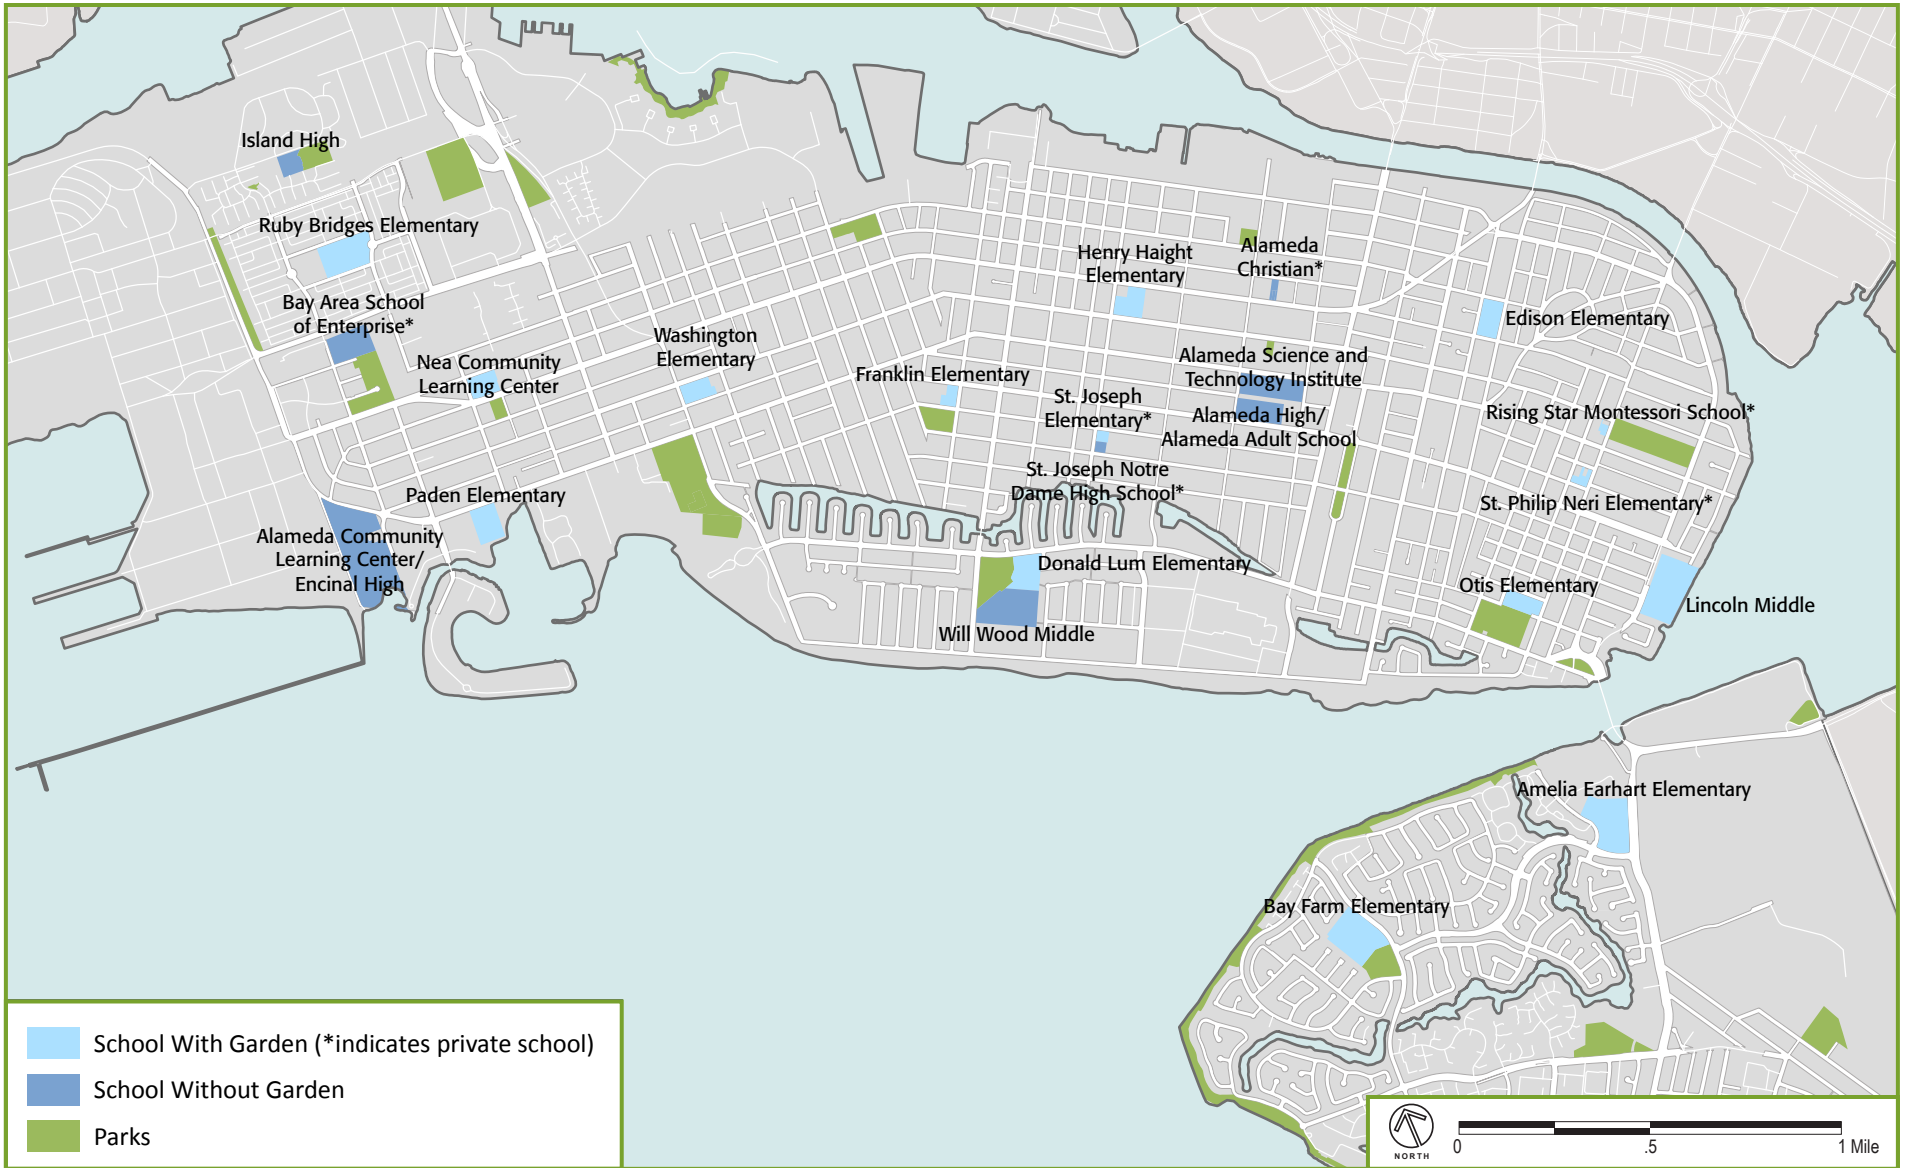 Island High
Ruby Bridges Elementary
Bay Area School
of Enterprise*
Nea Community
Learning Center
Washington
Elementary
Franklin Elementary
Henry Haight
Elementary
Alameda
Christian*
Edison Elementary
Alameda Science and
Technology Institute
St. Joseph
Elementary*
Alameda High/
Alameda Adult School
Rising Star Montessori School*
St. Joseph Notre
Dame High School*
St. Philip Neri Elementary*
Paden Elementary
Alameda Community
Learning Center/
Encinal High
Donald Lum Elementary
Otis Elementary
Lincoln Middle
Will Wood Middle
Amelia Earhart Elementary
Bay Farm Elementary
School With Garden (*indicates private school)
School Without Garden
Parks
NORTH
0 .5 1 Mile